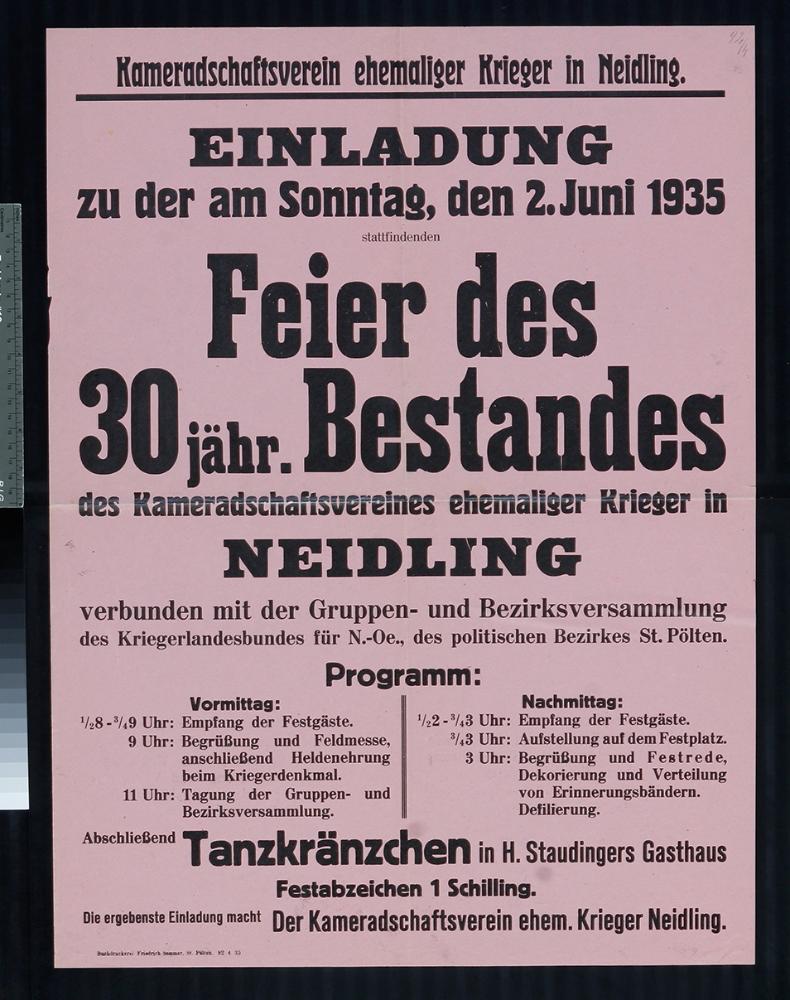 Kameradschaftsverein ehemaliger Krieger in Neidling.
EINLADUNG
zu der am Sonntag, den 2. Juni 1935
stattfindenden
Feier des
30 jähr. Bestandes
des Kameradschaftsvereines ehemaliger Krieger in
NEIDLING
verbunden mit der Gruppen- und Bezirksversammlung
des Kriegerlandesbundes für N.-Oe., des politischen Bezirkes St. Pölten.
Programm:
Vormittag:
1/28 - 3/49 Uhr: Empfang der Festgäste.
9 Uhr: Begrüßung und Feldmesse,
anschließend Heldenehrung
beim Kriegerdenkmal.
11 Uhr: Tagung der Gruppen- und
Bezirksversammlung.
Nachmittag:
1/22 - 3/43 Uhr: Empfang der Festgäste.
3/43 Uhr: Aufstellung auf dem Festplatz.
3 Uhr: Begrüßung und Festrede,
Dekorierung und Verteilung
von Erinnerungsbändern.
Defilierung.
Abschließend Tanzkränzchen in H. Staudingers Gasthaus
Festabzeichen 1 Schilling.
Die ergebenste Einladung macht Der Kameradschaftsverein ehem. Krieger Neidling.
Buchdruckerei Friedrich Sommer, St. Pölten.